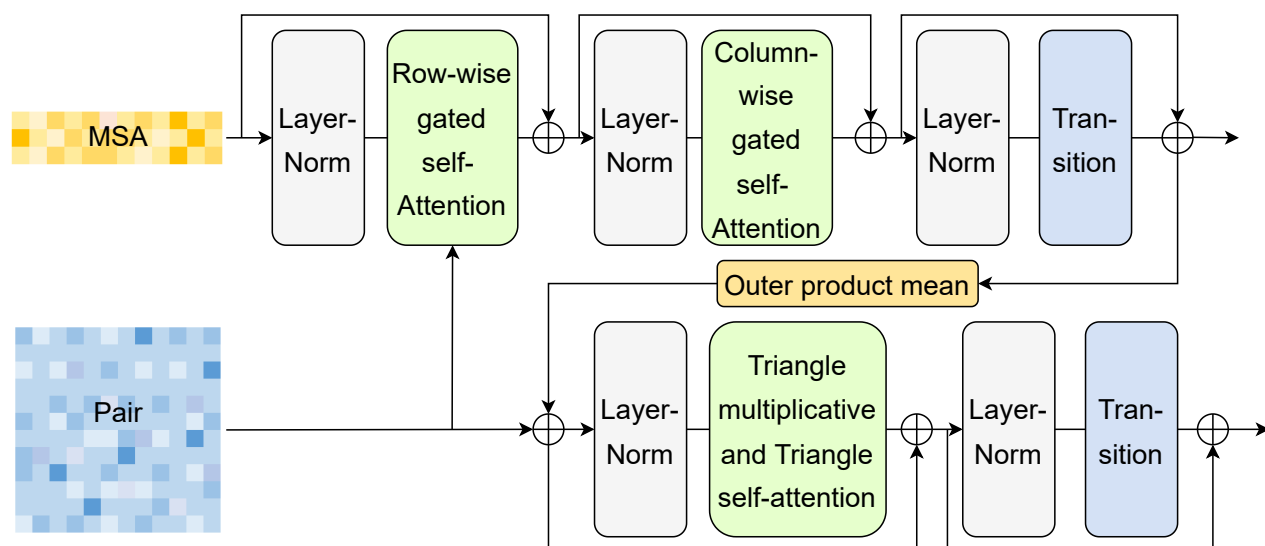 MSA
Layer-
Norm
Row-wise
gated
self-
Attention
Layer-
Norm
Column-
wise
gated
self-
Attention
Layer-
Norm
Tran-
sition
Outer product mean
Pair
Layer-
Norm
Triangle
multiplicative
and Triangle
self-attention
Layer-
Norm
Tran-
sition